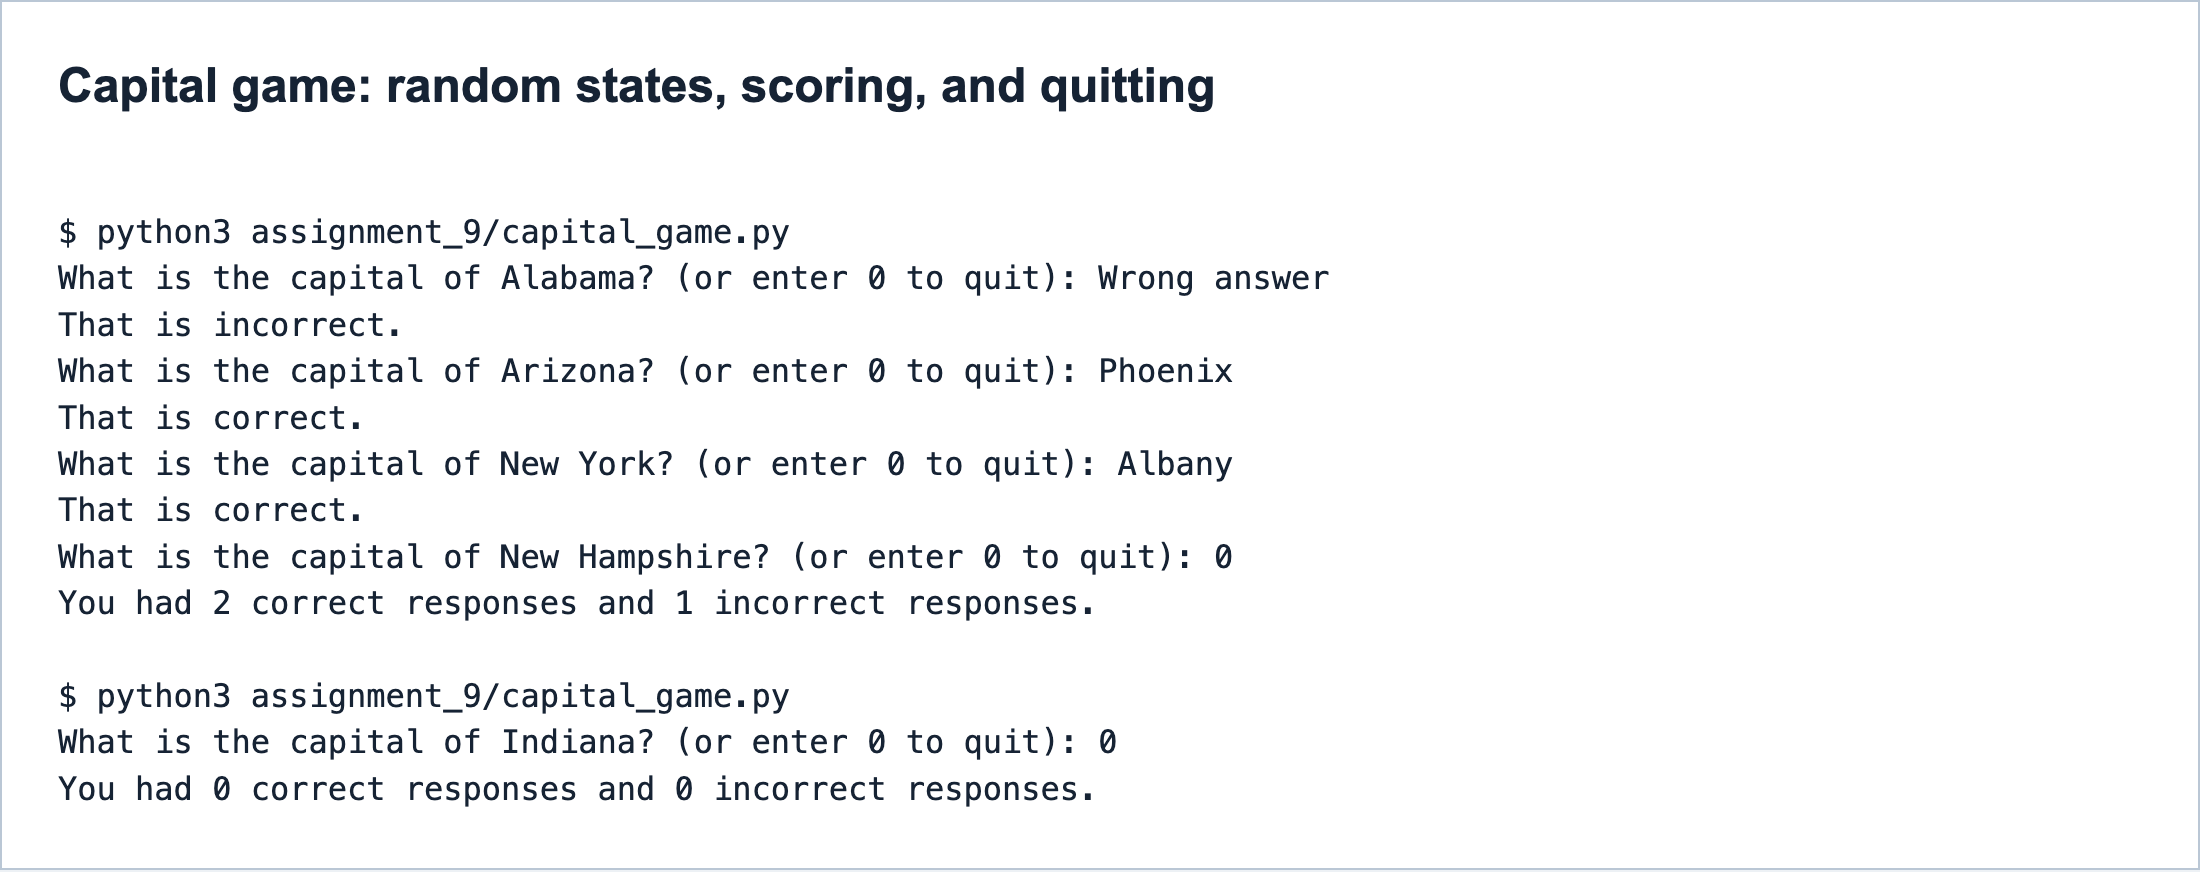 Capital game: random states, scoring, and quitting
$ python3 assignment_9/capital_game.py
What is the capital of Alabama? (or enter 0 to quit): Wrong answer
That is incorrect.
What is the capital of Arizona? (or enter 0 to quit): Phoenix
That is correct.
What is the capital of New York? (or enter 0 to quit): Albany
That is correct.
What is the capital of New Hampshire? (or enter 0 to quit): 0
You had 2 correct responses and 1 incorrect responses.
$ python3 assignment_9/capital_game.py
What is the capital of Indiana? (or enter 0 to quit): 0
You had 0 correct responses and 0 incorrect responses.